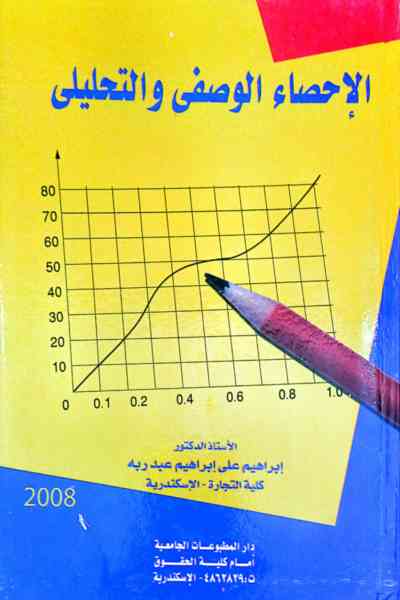 الإحصاء الوصفى والتحليلى
80
70
60
50
40
30
20
10
0 0.1 0.2 0.4 0.6 0.8 1.0
الأستاذ الدكتور
إبراهيم على إبراهيم عبد ربه
كلية التجارة - الإسكندرية
2008
دار المطبوعات الجامعية
أمام كلية الحقوق
ت: ٤٨٦٢٨٢٩ - الإسكندرية